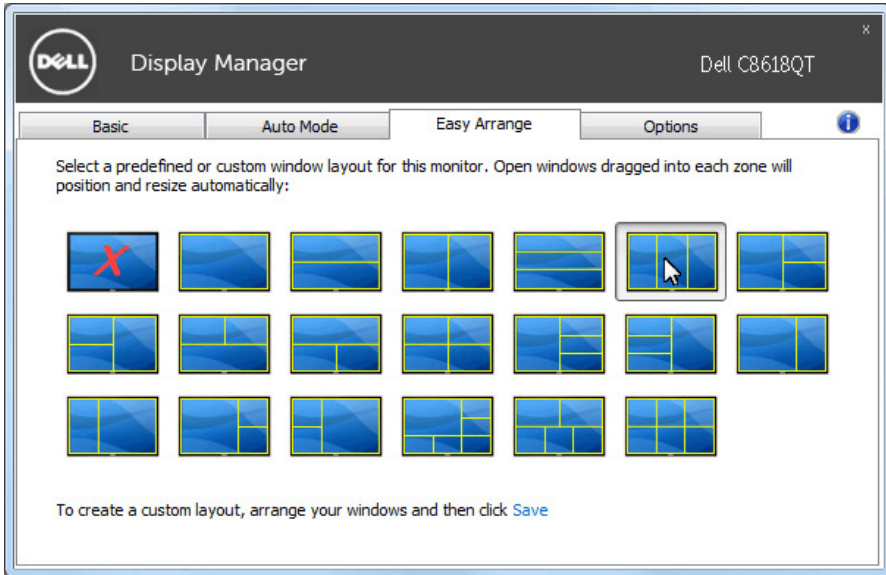 x
DELL
Display Manager
Dell C8618QT
Basic
Auto Mode
Easy Arrange
Options
i
Select a predefined or custom window layout for this monitor. Open windows dragged into each zone will
position and resize automatically:
X
To create a custom layout, arrange your windows and then click Save